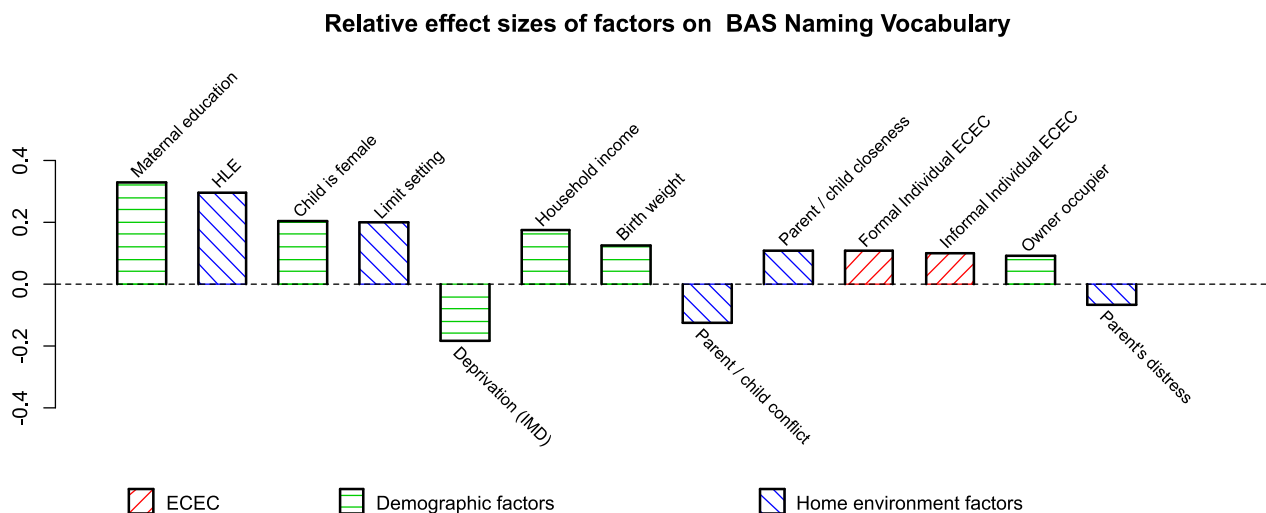 Relative effect sizes of factors on BAS Naming Vocabulary
0.4
0.2
0.0
-0.2
-0.4
Maternal education
HLE
Child is female
Limit setting
Deprivation (IMD)
Household income
Birth weight
Parent / child conflict
Parent / child closeness
Formal Individual ECEC
Informal Individual ECEC
Owner occupier
Parent's distress
ECEC
Demographic factors
Home environment factors